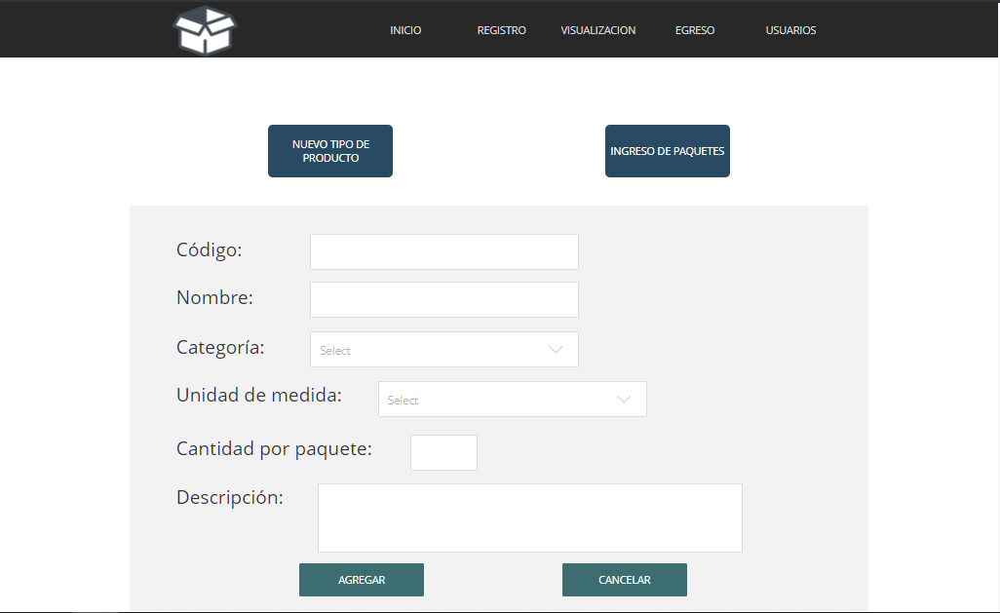 INICIO REGISTRO VISUALIZACION EGRESO USUARIOS
NUEVO TIPO DE
PRODUCTO
INGRESO DE PAQUETES
Código:
Nombre:
Categoría: Select
Unidad de medida: Select
Cantidad por paquete:
Descripción:
AGREGAR CANCELAR